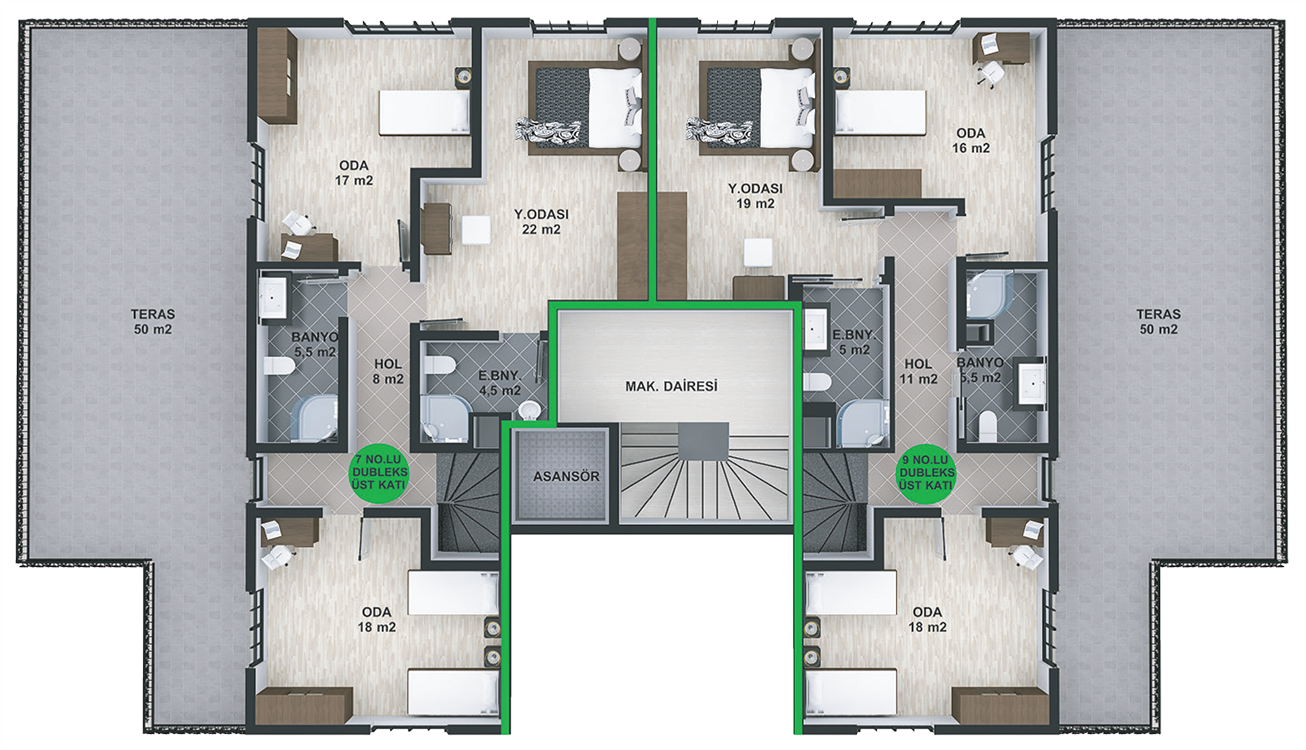 ODA
17 m2
Y.ODASI
22 m2
Y.ODASI
19 m2
ODA
16 m2
TERAS
50 m2
BANYO
5,5 m2
HOL
8 m2
E.BNY.
4,5 m2
MAK. DAİRESİ
E.BNY.
5 m2
HOL
11 m2
BANYO
5,5 m2
TERAS
50 m2
7 NO.LU
DUBLEKS
ÜST KATI
ASANSÖR
9 NO.LU
DUBLEKS
ÜST KATI
ODA
18 m2
ODA
18 m2